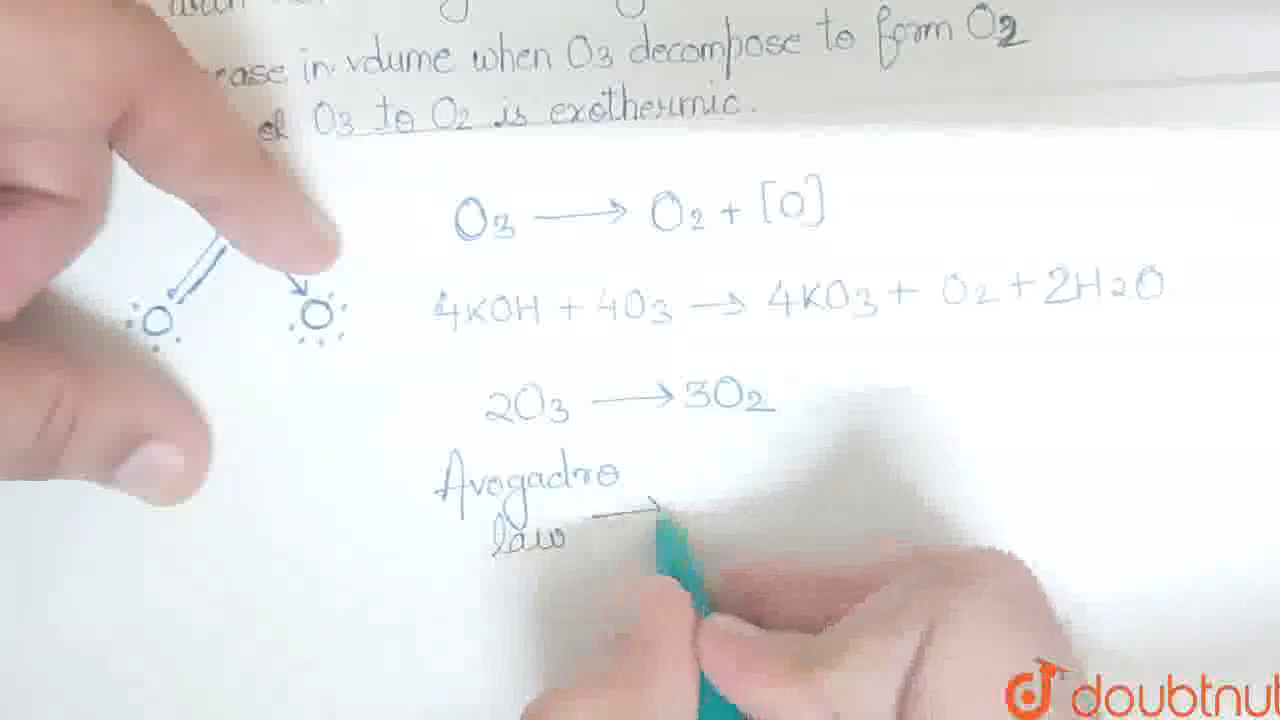 in volume when O3 decompose to form O2
of O3 to O2 is exothermic.
O3 → O2 + [O]
O O
4KOH + 4O3 → 4KO3 + O2 + 2H2O
2O3 → 3O2
Avogadro
law →
doubtnut